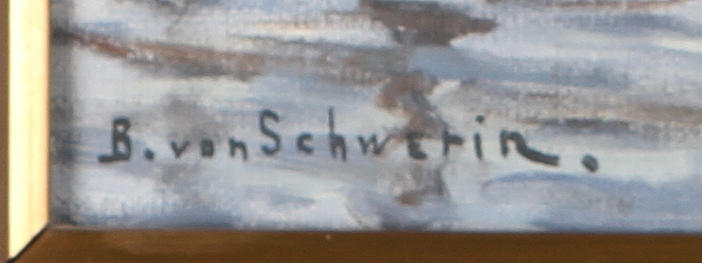 B. von Schwerin.